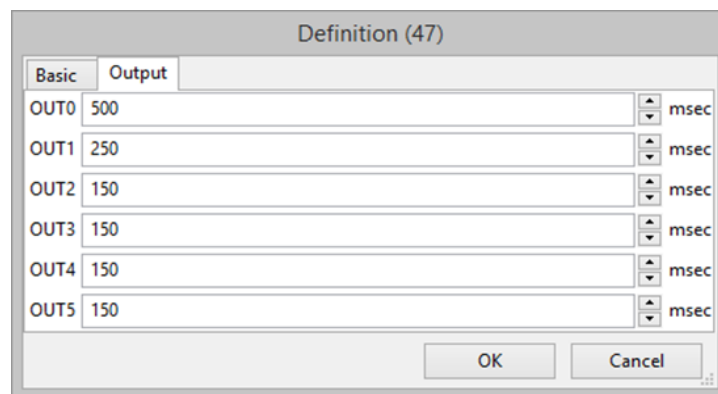 Definition (47)
Basic Output
OUT0 500 msec
OUT1 250 msec
OUT2 150 msec
OUT3 150 msec
OUT4 150 msec
OUT5 150 msec
OK Cancel